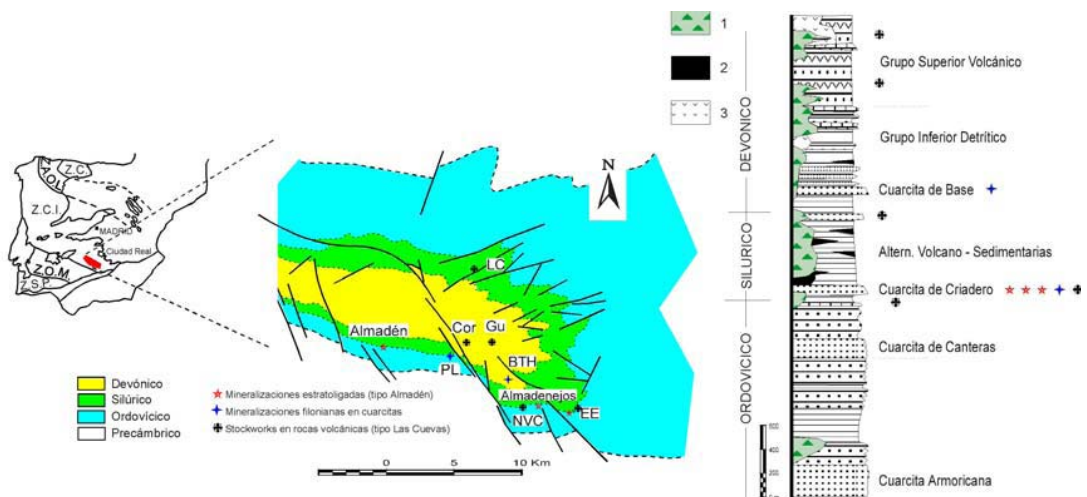 Z.C.
Z.C.I.
MADRID
Ciudad Real
Z.O.M.
Z.S.P.
N
LC
Almadén
Cor
Gu
PL
BTH
Almadenejos
NVC
EE
Devónico
Silúrico
Ordovícico
Precámbrico
Mineralizaciones estratoligadas (tipo Almadén)
Mineralizaciones filonianas en cuarcitas
Stockworks en rocas volcánicas (tipo Las Cuevas)
0 5 10 Km
1
2
3
DEVONICO
SILURICO
ORDOVICICO
Grupo Superior Volcánico
Grupo Inferior Detrítico
Cuarcita de Base
Altern. Volcano - Sedimentarias
Cuarcita de Criadero
Cuarcita de Canteras
Cuarcita Armoricana